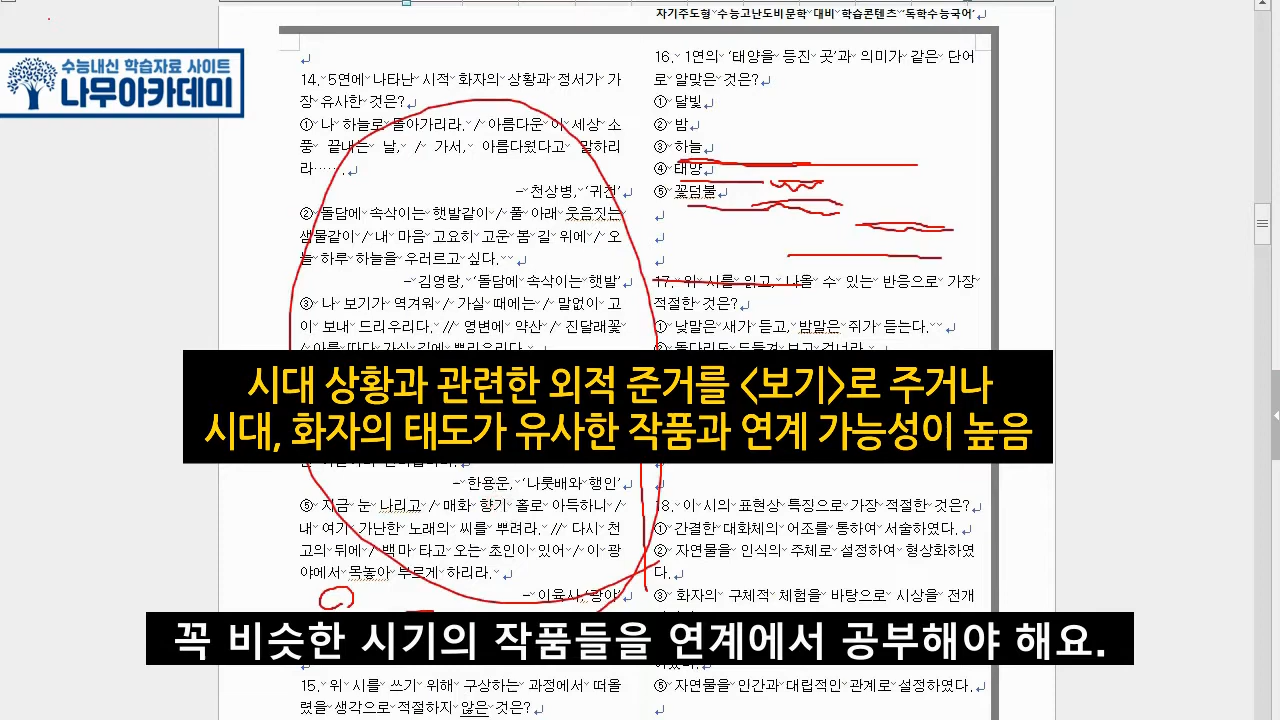 자기주도형 수능고난도비문학 대비 학습콘텐츠 '독학수능국어'
수능내신 학습자료 사이트
나무아카데미
14. 5연에 나타난 시적 화자의 상황과 정서가 가
장 유사한 것은?
① 나 하늘로 돌아가리라. / 아름다운 이 세상 소
풍 끝내는 날, / 가서, 아름다웠다고 말하리
라…….
- 천상병, '귀천'
② 돌담에 속삭이는 햇발같이 / 풀 아래 웃음짓는
샘물같이 / 내 마음 고요히 고운 봄 길 위에 / 오
늘 하루 하늘을 우러르고 싶다.
- 김영랑, '돌담에 속삭이는 햇발'
③ 나 보기가 역겨워 / 가실 때에는 / 말없이 고
이 보내 드리우리다. // 영변에 약산 / 진달래꽃
- 한용운, '나룻배와 행인'
⑤ 지금 눈 나리고 / 매화 향기 홀로 아득하니 /
내 여기 가난한 노래의 씨를 뿌려라. // 다시 천
고의 뒤에 / 백마 타고 오는 초인이 있어 / 이 광
야에서 목놓아 부르게 하리라.
- 이육사, '광야'
15. 위 시를 쓰기 위해 구상하는 과정에서 떠올
렸을 생각으로 적절하지 않은 것은?
16. 1연의 '태양을 등진 곳'과 의미가 같은 단어
로 알맞은 것은?
① 달빛
② 밤
③ 하늘
④ 태양
⑤ 꽃덤불
17. 위 시를 읽고, 나올 수 있는 반응으로 가장
적절한 것은?
① 낮말은 새가 듣고, 밤말은 쥐가 듣는다.
18. 이 시의 표현상 특징으로 가장 적절한 것은?
① 간결한 대화체의 어조를 통하여 서술하였다.
② 자연물을 인식의 주체로 설정하여 형상화하였
다.
③ 화자의 구체적 체험을 바탕으로 시상을 전개
⑤ 자연물을 인간과 대립적인 관계로 설정하였다.
시대 상황과 관련한 외적 준거를 <보기>로 주거나
시대, 화자의 태도가 유사한 작품과 연계 가능성이 높음
꼭 비슷한 시기의 작품들을 연계에서 공부해야 해요.